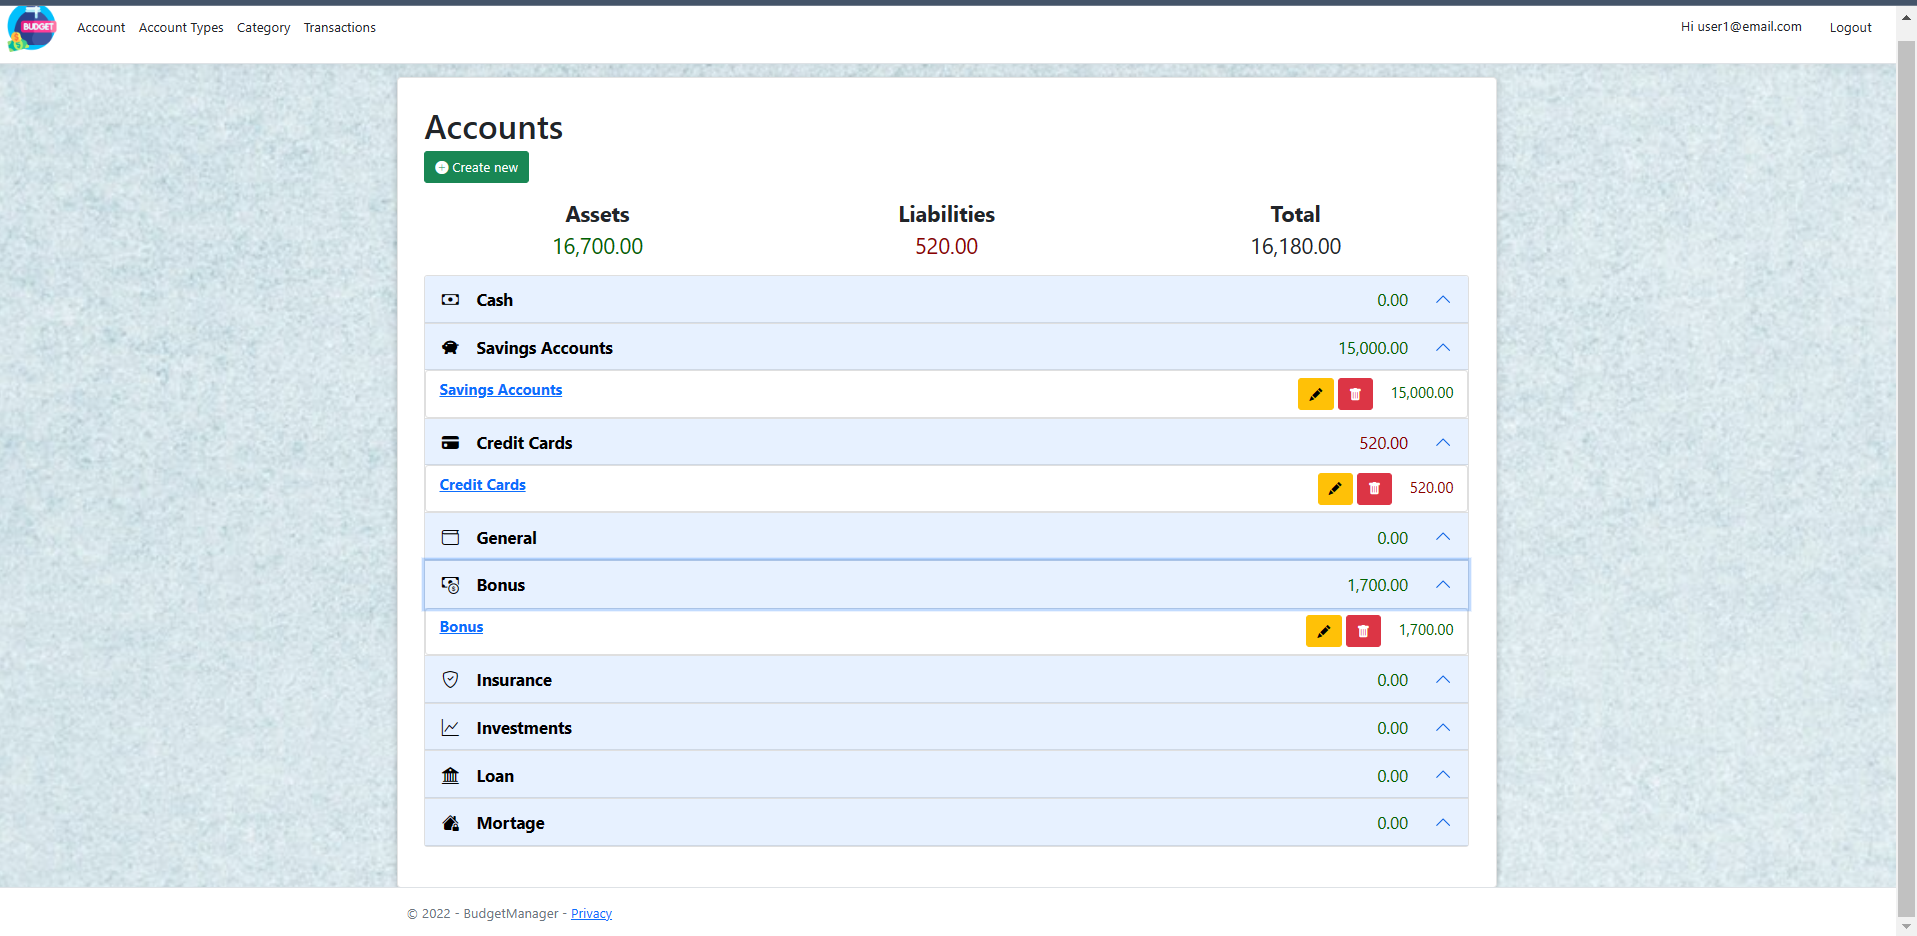 BUDGET
Account Account Types Category Transactions Hi user1@email.com Logout
Accounts
Create new
Assets Liabilities Total
16,700.00 520.00 16,180.00
Cash 0.00
Savings Accounts 15,000.00
Savings Accounts 15,000.00
Credit Cards 520.00
Credit Cards 520.00
General 0.00
Bonus 1,700.00
Bonus 1,700.00
Insurance 0.00
Investments 0.00
Loan 0.00
Mortage 0.00
© 2022 - BudgetManager - Privacy